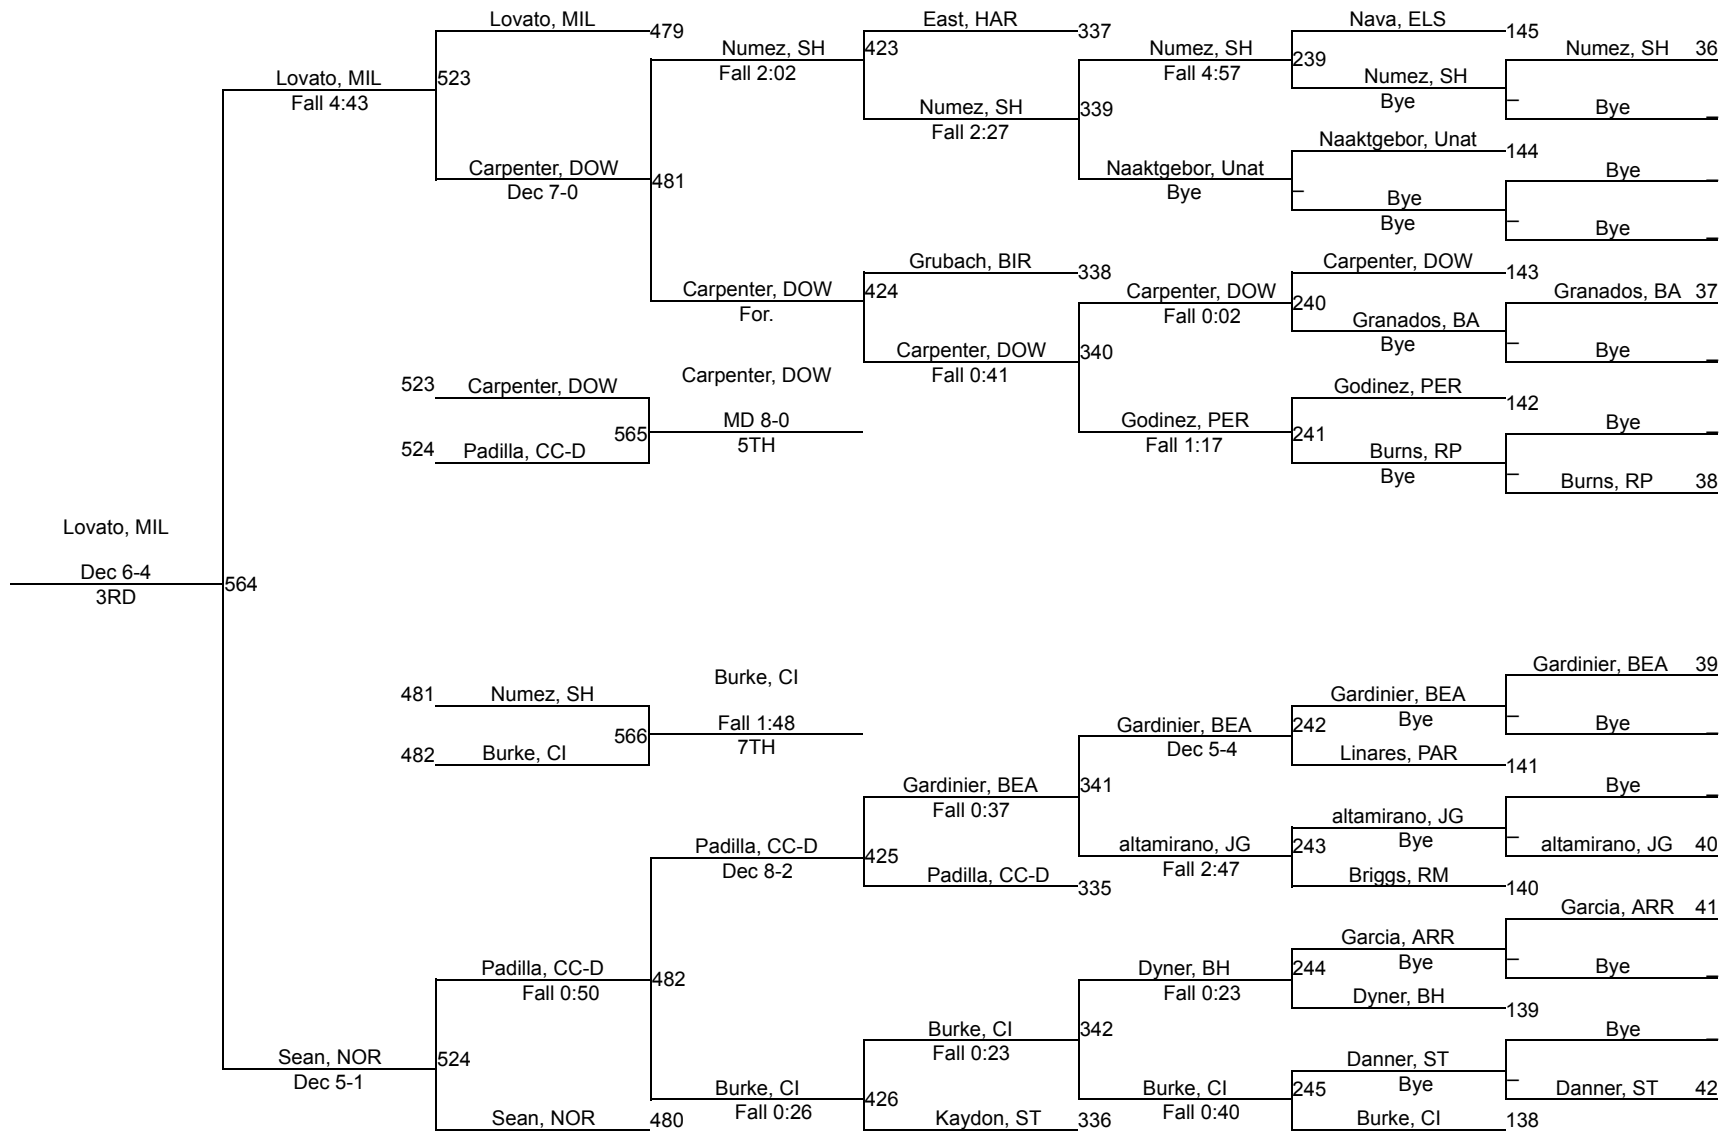 Lovato, MIL
479
East, HAR
337
Nava, ELS
145
Numez, SH
Fall 2:02
423
Numez, SH
Fall 4:57
239
Numez, SH 36
Lovato, MIL
Fall 4:43
523
Numez, SH
Bye
Bye _
Numez, SH
Fall 2:27
339
Naaktgebor, Unat
144
Carpenter, DOW
Dec 7-0
481
Naaktgebor, Unat
Bye
Bye
Bye
Bye _
Bye _
Grubach, BIR
338
Carpenter, DOW
143
Carpenter, DOW
For.
424
Carpenter, DOW
Fall 0:02
240
Granados, BA 37
Granados, BA
Bye
Bye _
Carpenter, DOW
Fall 0:41
340
523 Carpenter, DOW
Carpenter, DOW
Godinez, PER
142
565
MD 8-0
5TH
Godinez, PER
Fall 1:17
241
Bye _
524 Padilla, CC-D
Burns, RP
Bye
Burns, RP 38
Lovato, MIL
Dec 6-4
3RD
564
Gardinier, BEA 39
481 Numez, SH
Burke, CI
Gardinier, BEA
Bye
566
Fall 1:48
7TH
Gardinier, BEA
Dec 5-4
242
Bye _
482 Burke, CI
Linares, PAR
141
Gardinier, BEA
Fall 0:37
341
Bye _
altamirano, JG
Bye
Padilla, CC-D
Dec 8-2
425
altamirano, JG
Fall 2:47
243
altamirano, JG 40
Padilla, CC-D
335
Briggs, RM
140
Garcia, ARR 41
Garcia, ARR
Bye
Padilla, CC-D
Fall 0:50
482
Dyner, BH
Fall 0:23
244
Bye _
Dyner, BH
139
Burke, CI
Fall 0:23
342
Bye _
Sean, NOR
Dec 5-1
524
Danner, ST
Bye
Burke, CI
Fall 0:26
426
Burke, CI
Fall 0:40
245
Danner, ST 42
Sean, NOR
480
Kaydon, ST
336
Burke, CI
138